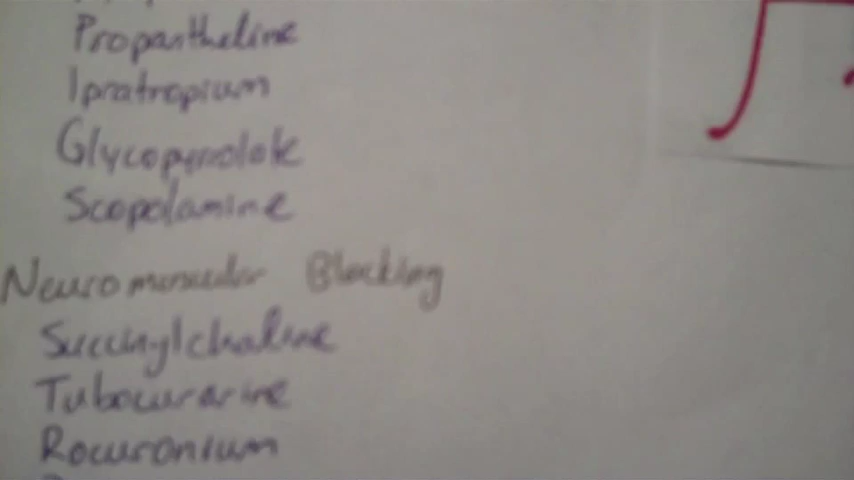 Propantheline
Ipratropium
Glycopyrrolate
Scopolamine
Neuromuscular Blocking
Succinylcholine
Tubocurarine
Rocuronium